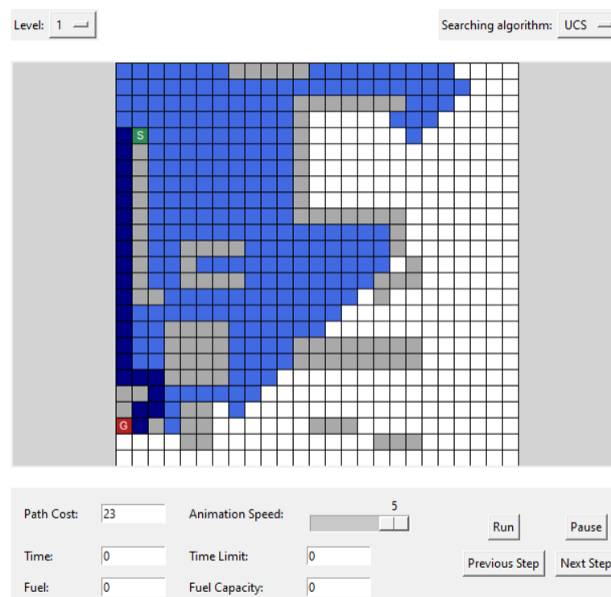 Level: 1
Searching algorithm: UCS
S
G
Path Cost: 23
Animation Speed: 5
Run
Pause
Time: 0
Time Limit: 0
Previous Step
Next Step
Fuel: 0
Fuel Capacity: 0